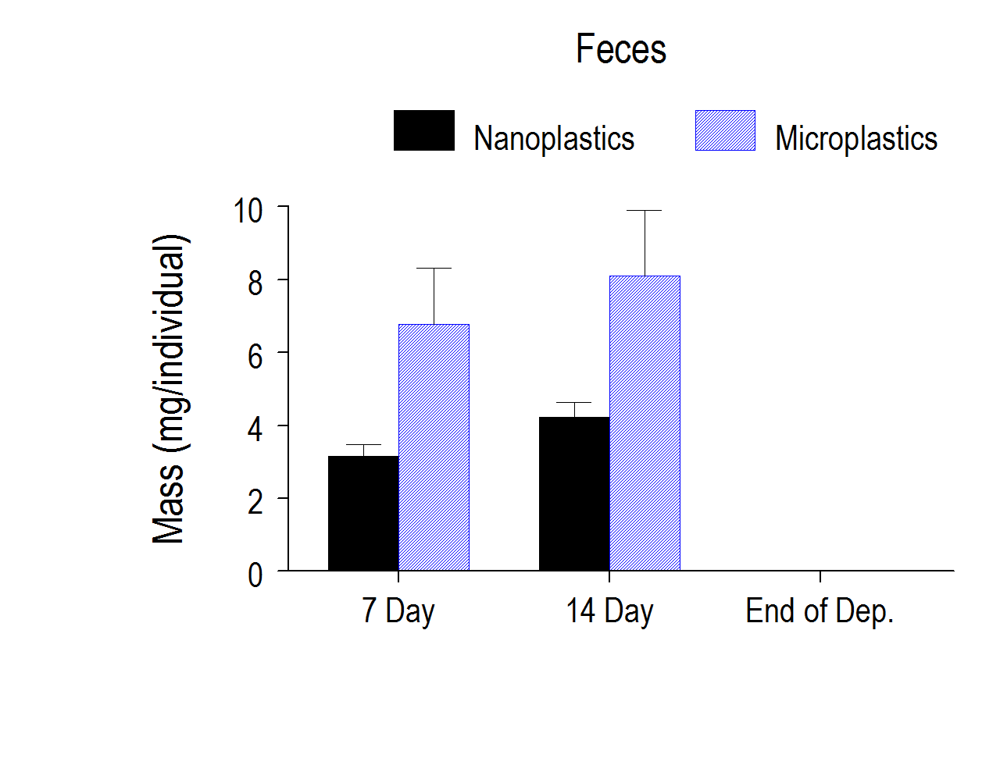 Feces
Nanoplastics
Microplastics
Mass (mg/individual)
10
8
6
4
2
0
7 Day
14 Day
End of Dep.